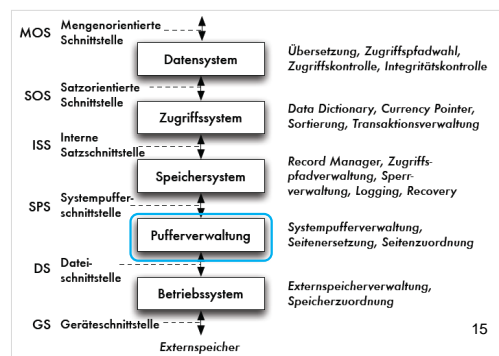 MOS Mengenorientierte
Schnittstelle
Datensystem
Übersetzung, Zugriffspfadwahl,
Zugriffskontrolle, Integritätskontrolle
SOS Satzorientierte
Schnittstelle
Zugriffssystem
Data Dictionary, Currency Pointer,
Sortierung, Transaktionsverwaltung
ISS Interne
Satzschnittstelle
Speichersystem
Record Manager, Zugriffs-
pfadverwaltung, Sperr-
verwaltung, Logging, Recovery
SPS Systempuffer-
schnittstelle
Pufferverwaltung
Systempufferverwaltung,
Seitenersetzung, Seitenzuordnung
DS Datei-
schnittstelle
Betriebssystem
Externspeicherverwaltung,
Speicherzuordnung
GS Geräteschnittstelle
Externspeicher
15